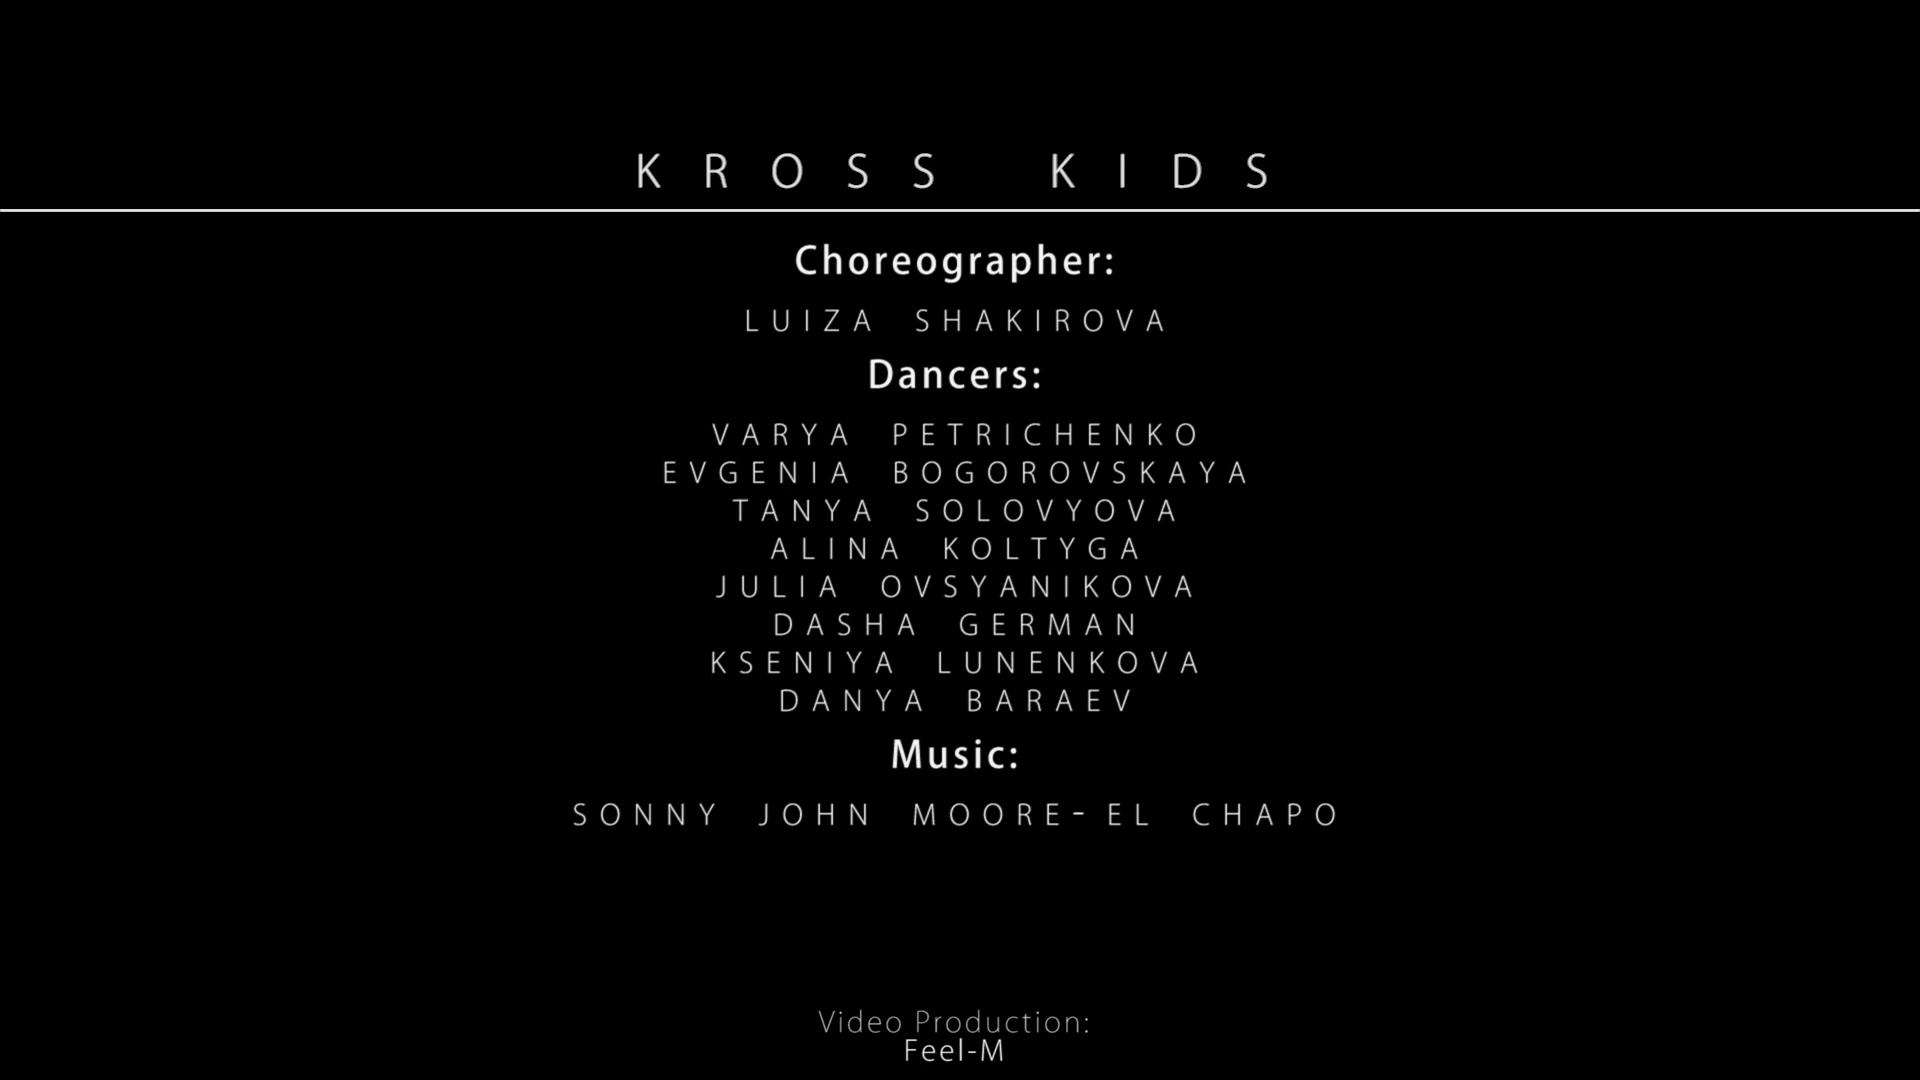 KROSS KIDS
Choreographer:
LUIZA SHAKIROVA
Dancers:
VARYA PETRICHENKO
EVGENIA BOGOROVSKAYA
TANYA SOLOVYOVA
ALINA KOLTYGA
JULIA OVSYANIKOVA
DASHA GERMAN
KSENIYA LUNENKOVA
DANYA BARAEV
Music:
SONNY JOHN MOORE- EL CHAPO
Video Production:
Feel-M